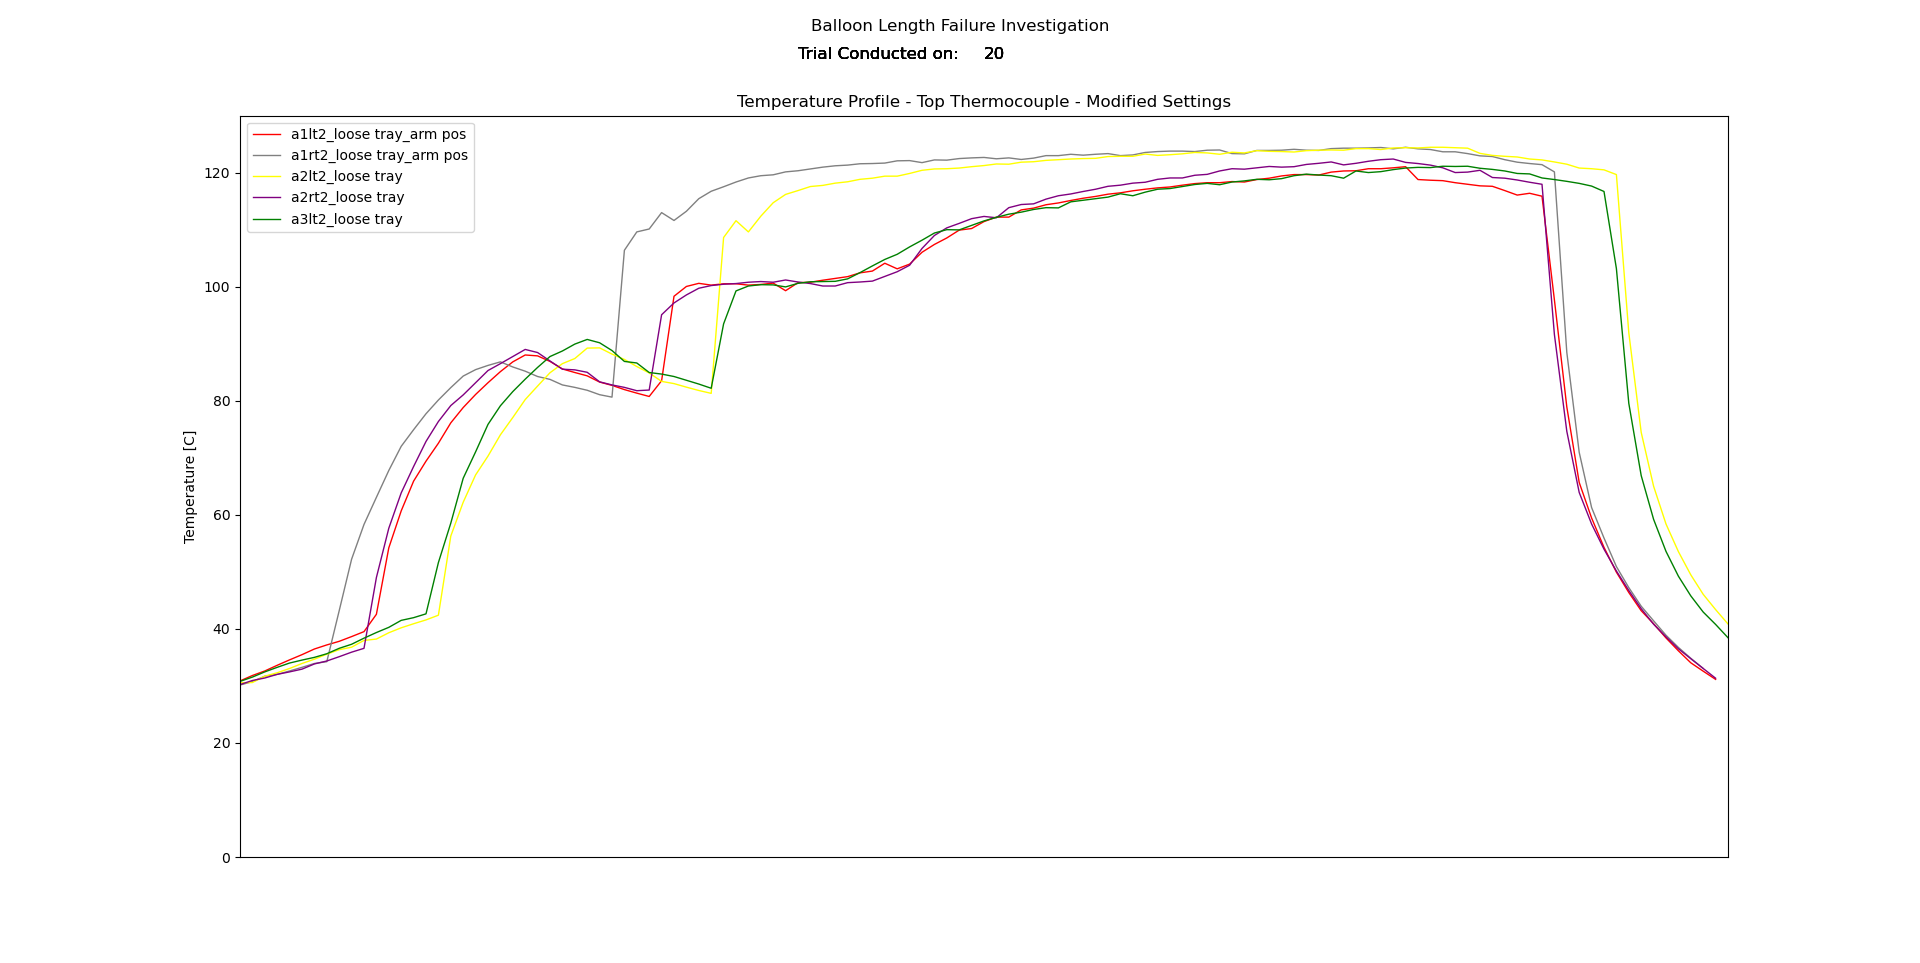 Balloon Length Failure Investigation
Trial Conducted on: 20
Temperature Profile - Top Thermocouple - Modified Settings
a1lt2_loose tray_arm pos
a1rt2_loose tray_arm pos
a2lt2_loose tray
a2rt2_loose tray
a3lt2_loose tray
120
100
80
60
40
20
0
Temperature [C]